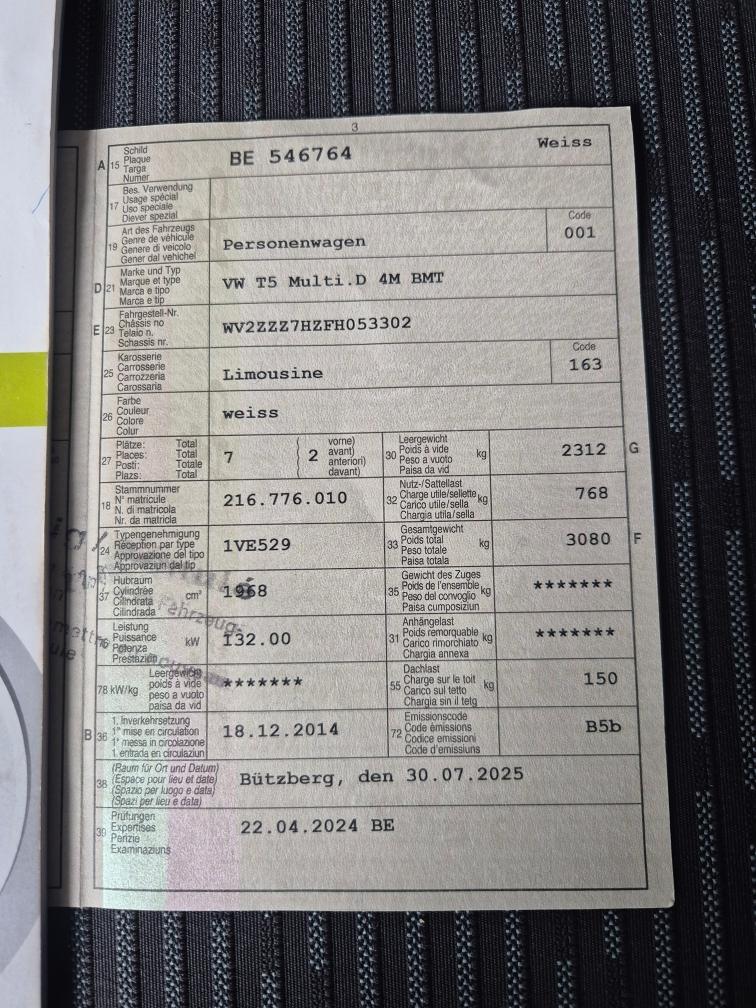 3
A 15 Schild
Plaque
Targa
Numer
BE 546764 Weiss
17 Bes. Verwendung
Usage spécial
Uso speciale
Diever spezial
19 Art des Fahrzeugs
Genre de véhicule
Genere di veicolo
Gener dal vehichel
Personenwagen
Code
001
D 21 Marke und Typ
Marque et type
Marca e tipo
Marca e tip
VW T5 Multi.D 4M BMT
E 23 Fahrgestell-Nr.
Châssis no
Telaio n.
Schassis nr.
WV2ZZZ7HZFH053302
25 Karosserie
Carrosserie
Carrozzeria
Carossaria
Limousine
Code
163
26 Farbe
Couleur
Colore
Colur
weiss
27 Plätze: Total
Places: Total
Posti: Totale
Plazs: Total
7
2 vorne)
avant)
anteriori)
davant)
30 Leergewicht
Poids à vide
Peso a vuoto
Paisa da vid
kg
2312 G
18 Stammnummer
N° matricule
N. di matricola
Nr. da matricla
216.776.010
32 Nutz-/Sattellast
Charge utile/sellette
Carico utile/sella
Chargia utila/sella
kg
768
24 Typengenehmigung
Réception par type
Approvazione del tipo
Approvaziun dal tip
1VE529
33 Gesamtgewicht
Poids total
Peso totale
Paisa totala
kg
3080 F
37 Hubraum
Cylindrée
Cilindrata
Cilindrada
cm³
1968
35 Gewicht des Zuges
Poids de l'ensemble
Peso del convoglio
Paisa cumposiziun
kg
*******
76 Leistung
Puissance
Potenza
Prestaziun
kW
132.00
31 Anhängelast
Poids remorquable
Carico rimorchiato
Chargia annexa
kg
*******
78 kW/kg Leergewicht
poids à vide
peso a vuoto
paisa da vid
*******
55 Dachlast
Charge sur le toit
Carico sul tetto
Chargia sin il tetg
kg
150
B 36 1. Inverkehrsetzung
1re mise en circulation
1a messa in circolazione
1. entrada en circulaziun
18.12.2014
72 Emissionscode
Code émissions
Codice emissioni
Code d'emissiuns
B5b
38 (Raum für Ort und Datum)
(Espace pour lieu et date)
(Spazio per luogo e data)
(Spazi per lieu e data)
Bützberg, den 30.07.2025
39 Prüfungen
Expertises
Perizie
Examinaziuns
22.04.2024 BE
Fahrzeug-